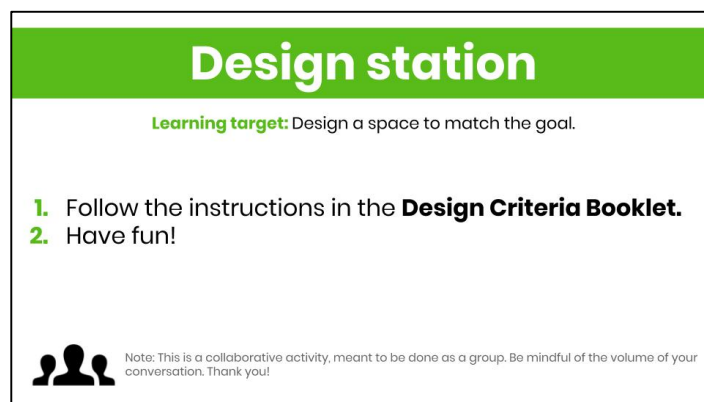 Design station
Learning target: Design a space to match the goal.
1. Follow the instructions in the Design Criteria Booklet.
2. Have fun!
Note: This is a collaborative activity, meant to be done as a group. Be mindful of the volume of your
conversation. Thank you!